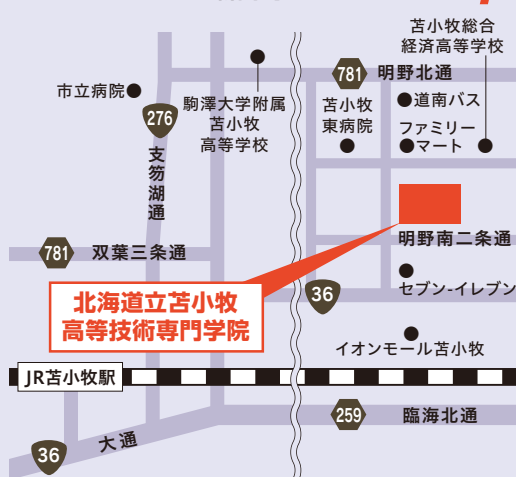 苫小牧総合
経済高等学校
781
明野北通
市立病院
276
駒澤大学附属
苫小牧
高等学校
苫小牧
東病院
道南バス
ファミリー
マート
支笏湖通
781
双葉三条通
明野南二条通
36
セブン-イレブン
北海道立苫小牧
高等技術専門学院
イオンモール苫小牧
JR苫小牧駅
259
臨海北通
大通
36